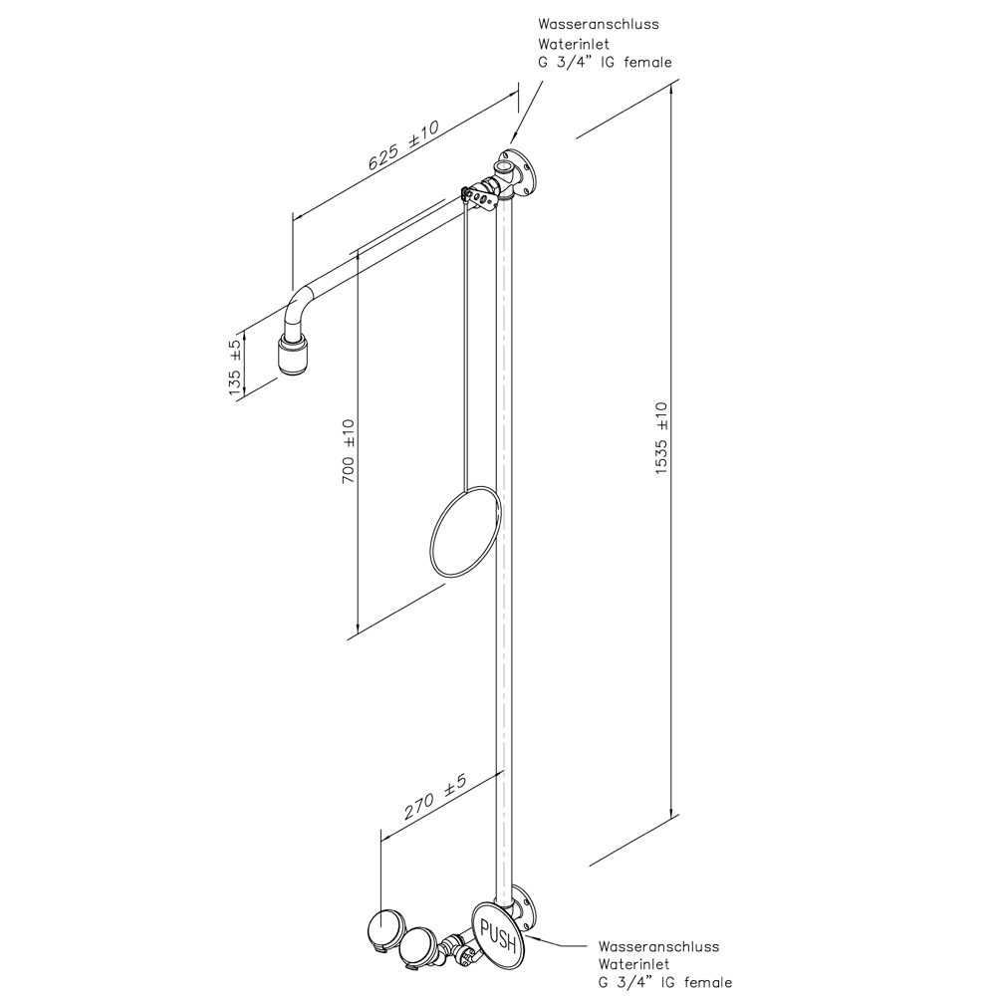 Wasseranschluss
Waterinlet
G 3/4” IG female
625 ±10
135 ±5
700 ±10
1535 ±10
270 ±5
PUSH
Wasseranschluss
Waterinlet
G 3/4” IG female